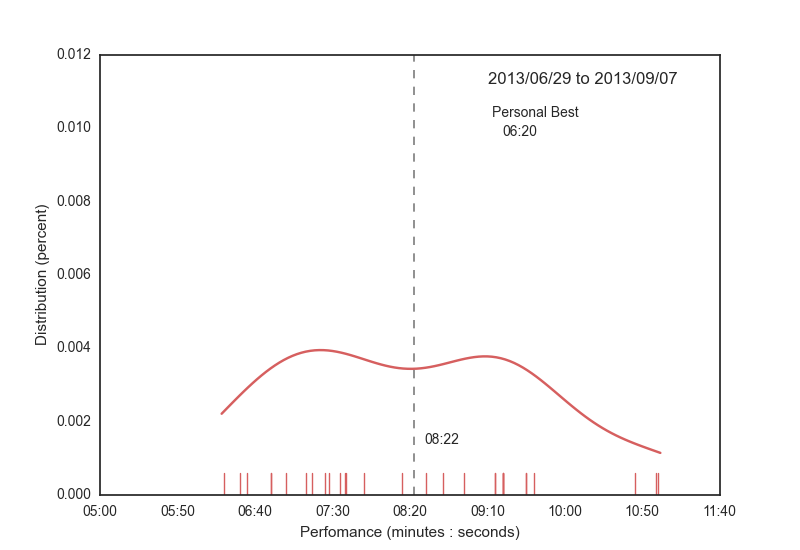 0.012
2013/06/29 to 2013/09/07
Personal Best
0.010
06:20
0.008
0.006
Distribution (percent)
0.004
0.002
08:22
0.000
05:00 05:50 06:40 07:30 08:20 09:10 10:00 10:50 11:40
Perfomance (minutes : seconds)